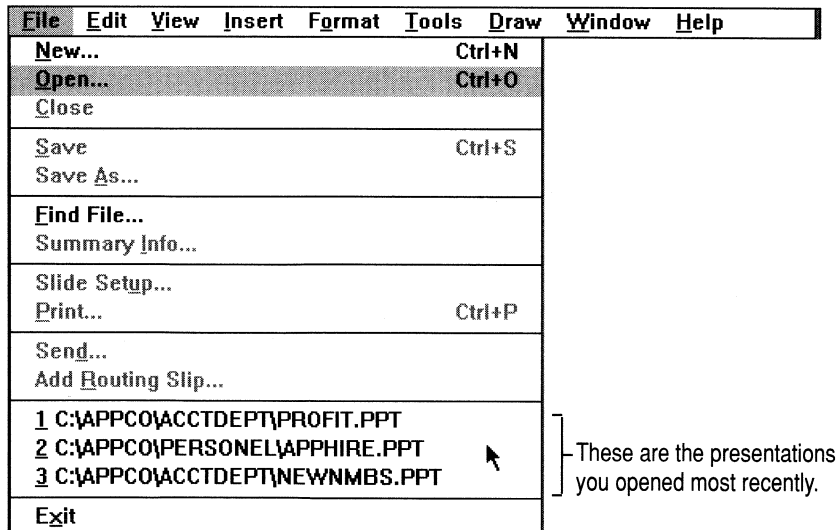 File Edit View Insert Format Tools Draw Window Help
New... Ctrl+N
Open... Ctrl+O
Close
Save Ctrl+S
Save As...
Find File...
Summary Info...
Slide Setup...
Print... Ctrl+P
Send...
Add Routing Slip...
1 C:\APPCO\ACCTDEPT\PROFIT.PPT
2 C:\APPCO\PERSONEL\APPHIRE.PPT
3 C:\APPCO\ACCTDEPT\NEWNMBS.PPT
Exit
These are the presentations
you opened most recently.